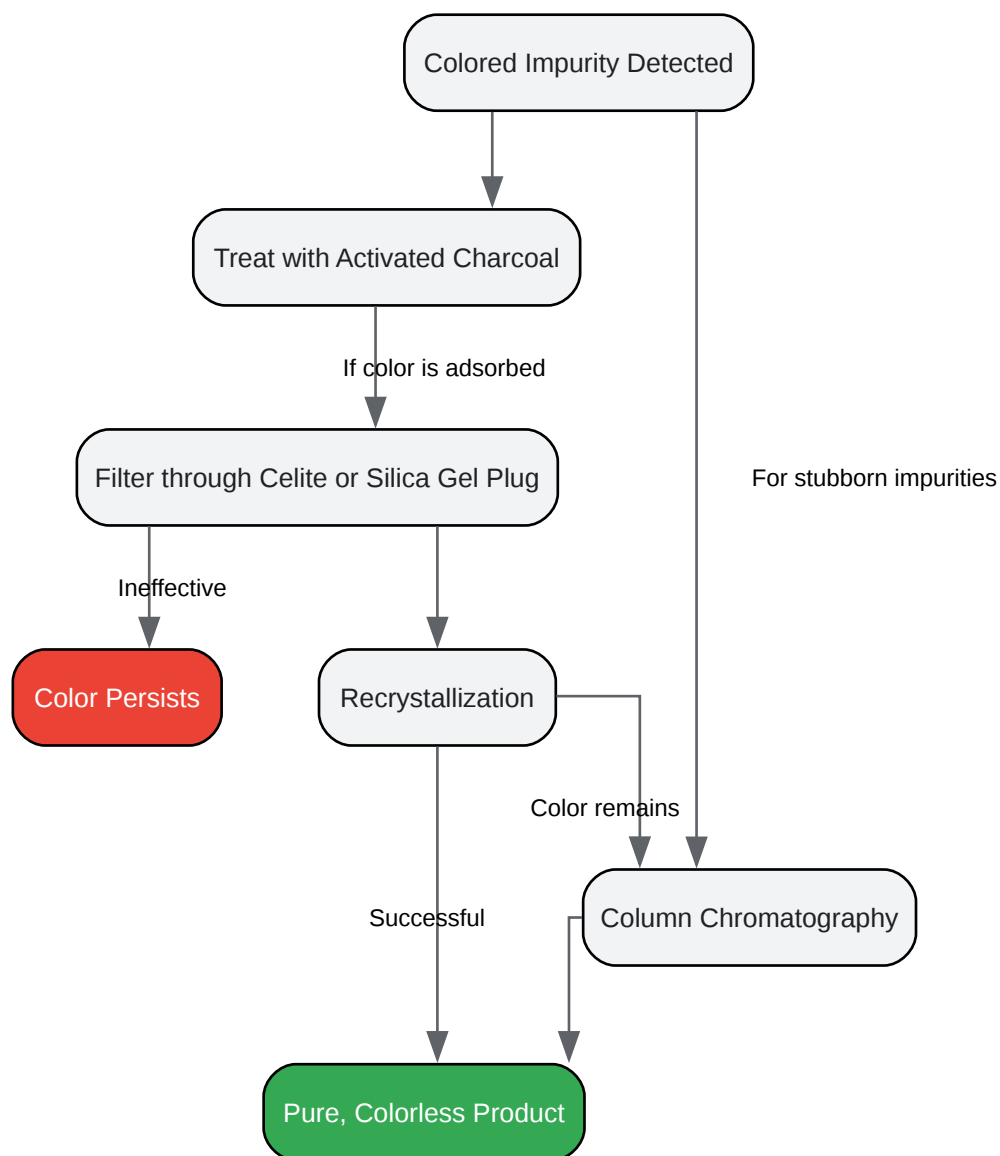 Colored Impurity Detected
Treat with Activated Charcoal
If color is adsorbed
Filter through Celite or Silica Gel Plug
For stubborn impurities
Ineffective
Color Persists
Recrystallization
Color remains
Successful
Column Chromatography
Pure, Colorless Product